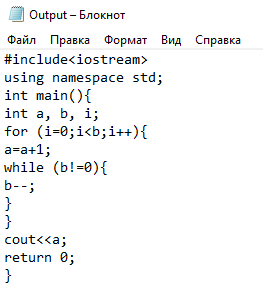 Output – Блокнот
Файл Правка Формат Вид Справка
#include<iostream>
using namespace std;
int main(){
int a, b, i;
for (i=0;i<b;i++){
a=a+1;
while (b!=0){
b--;
}
}
cout<<a;
return 0;
}